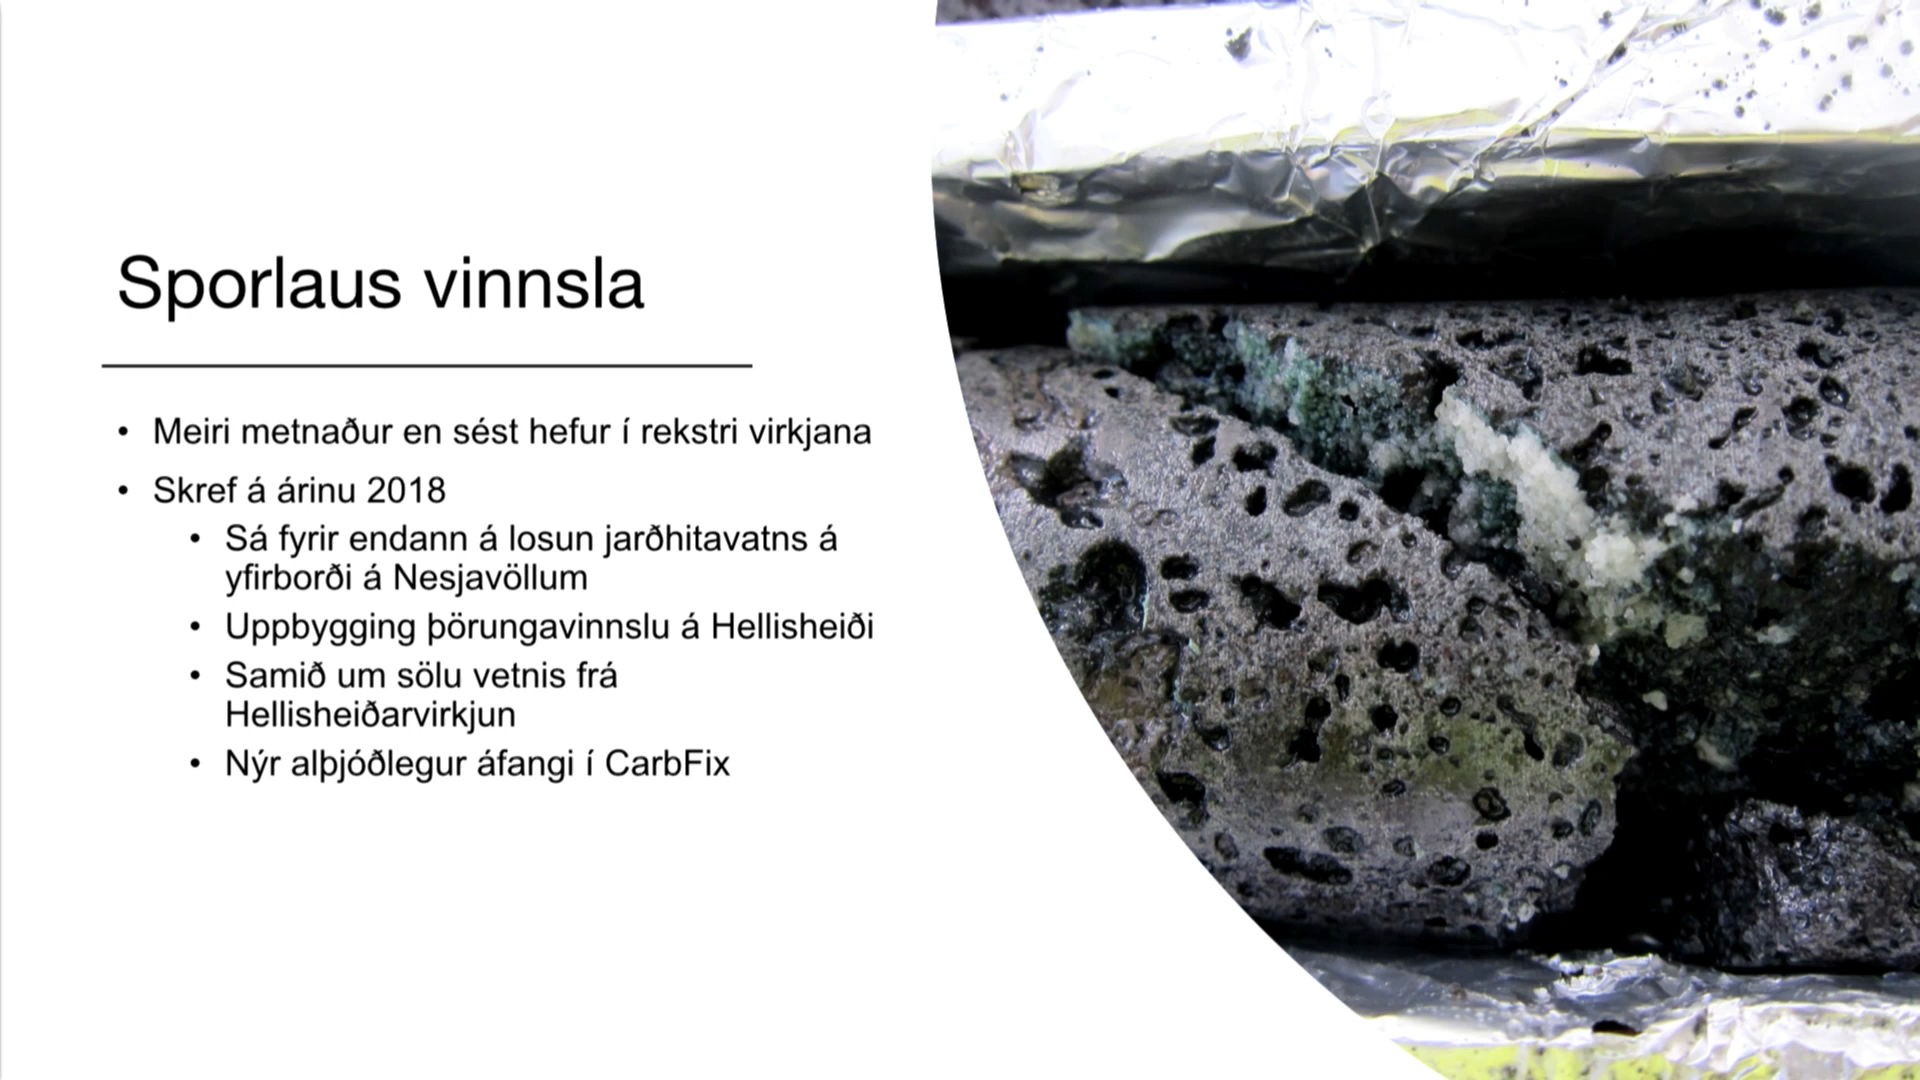 Sporlaus vinnsla
• Meiri metnaður en sést hefur í rekstri virkjana
• Skref á árinu 2018
• Sá fyrir endann á losun jarðhitavatns á
yfirborði á Nesjavöllum
• Uppbygging þörungavinnslu á Hellisheiði
• Samið um sölu vetnis frá
Hellisheiðarvirkjun
• Nýr alþjóðlegur áfangi í CarbFix